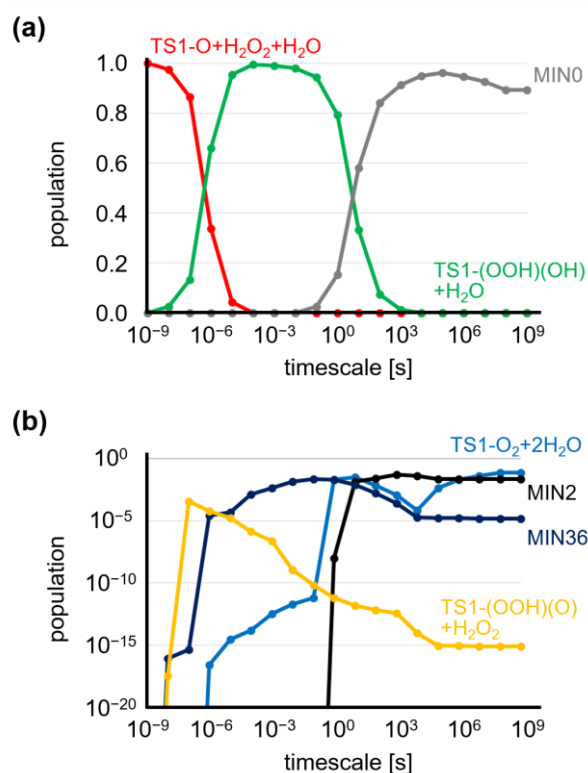 (a)
TS1-O+H₂O₂+H₂O
MIN0
1.0
0.8
0.6
0.4
0.2
0.0
population
TS1-(OOH)(OH)
+H₂O
10⁻⁹ 10⁻⁶ 10⁻³ 10⁰ 10³ 10⁶ 10⁹
timescale [s]
(b)
TS1-O₂+2H₂O
MIN2
MIN36
TS1-(OOH)(O)
+H₂O₂
10⁰
10⁻⁵
10⁻¹⁰
10⁻¹⁵
10⁻²⁰
population
10⁻⁹ 10⁻⁶ 10⁻³ 10⁰ 10³ 10⁶ 10⁹
timescale [s]